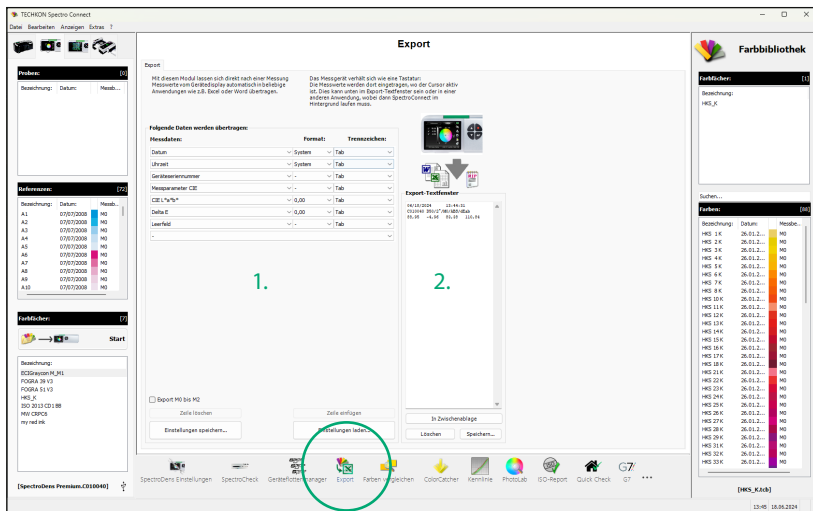 TECHKON Spectro Connect
Datei Bearbeiten Anzeigen Extras ?
Proben: [0]
Bezeichnung: Datum: Messb...
Referenzen: [72]
Bezeichnung: Datum: Messb...
A1 07/07/2008 M0
A2 07/07/2008 M0
A3 07/07/2008 M0
A4 07/07/2008 M0
A5 07/07/2008 M0
A6 07/07/2008 M0
A7 07/07/2008 M0
A8 07/07/2008 M0
A9 07/07/2008 M0
A10 07/07/2008 M0
Farbfächer: [7]
Start
Bezeichnung:
ECIGraycon M_M1
FOGRA 39 V3
FOGRA 51 V3
HKS_K
ISO 2013 CD1 BB
MW CRPC6
my red ink
[SpectroDens Premium.C010040]
Export
Export
Mit diesem Modul lassen sich direkt nach einer Messung
Messwerte vom Gerätedisplay automatisch in beliebige
Anwendungen wie z.B. Excel oder Word übertragen.
Das Messgerät verhält sich wie eine
Tastatur:
Die Messwerte werden dort eingetragen, wo der Cursor aktiv
ist. Dies kann unten im Export-Textfenster sein oder in einer
anderen Anwendung, wobei dann SpectroConnect im
Hintergrund laufen muss.
Folgende Daten werden übertragen:
Messdaten: Format: Trennzeichen:
Datum System Tab
Uhrzeit System Tab
Geräteseriennummer - Tab
Messparameter CIE - Tab
CIE L*a*b* 0,00 Tab
Delta E 0,00 Tab
Leerfeld - Tab
-
1.
Export M0 bis M2
Zeile löschen Zeile einfügen
Einstellungen speichern... Einstellungen laden...
Export-Textfenster
06/18/2024 13:44:31
2.
In Zwischenablage
Löschen Speichern...
SpectroDens Einstellungen SpectroCheck Geräteflottenmanager Export Farben vergleichen ColorCatcher Kennlinie PhotoLab ISO-Report Quick Check G7
G7
Farbbibliothek
Farbfächer: [1]
Bezeichnung:
HKS_K
Suchen...
Farben: [88]
Bezeichnung: Datum: Messbe...
HKS 1 K 26.01.2... M0
HKS 2 K 26.01.2... M0
HKS 3 K 26.01.2... M0
HKS 4 K 26.01.2... M0
HKS 5 K 26.01.2... M0
HKS 6 K 26.01.2... M0
HKS 7 K 26.01.2... M0
HKS 8 K 26.01.2... M0
HKS 10 K 26.01.2... M0
HKS 11 K 26.01.2... M0
HKS 12 K 26.01.2... M0
HKS 13 K 26.01.2... M0
HKS 14 K 26.01.2... M0
HKS 15 K 26.01.2... M0
HKS 16 K 26.01.2... M0
HKS 17 K 26.01.2... M0
HKS 18 K 26.01.2... M0
HKS 21 K 26.01.2... M0
HKS 22 K 26.01.2... M0
HKS 23 K 26.01.2... M0
HKS 24 K 26.01.2... M0
HKS 25 K 26.01.2... M0
HKS 26 K 26.01.2... M0
HKS 27 K 26.01.2... M0
HKS 28 K 26.01.2... M0
HKS 29 K 26.01.2... M0
HKS 31 K 26.01.2... M0
HKS 32 K 26.01.2... M0
HKS 33 K 26.01.2... M0
[HKS_K.tcb]
13:45 18.06.2024